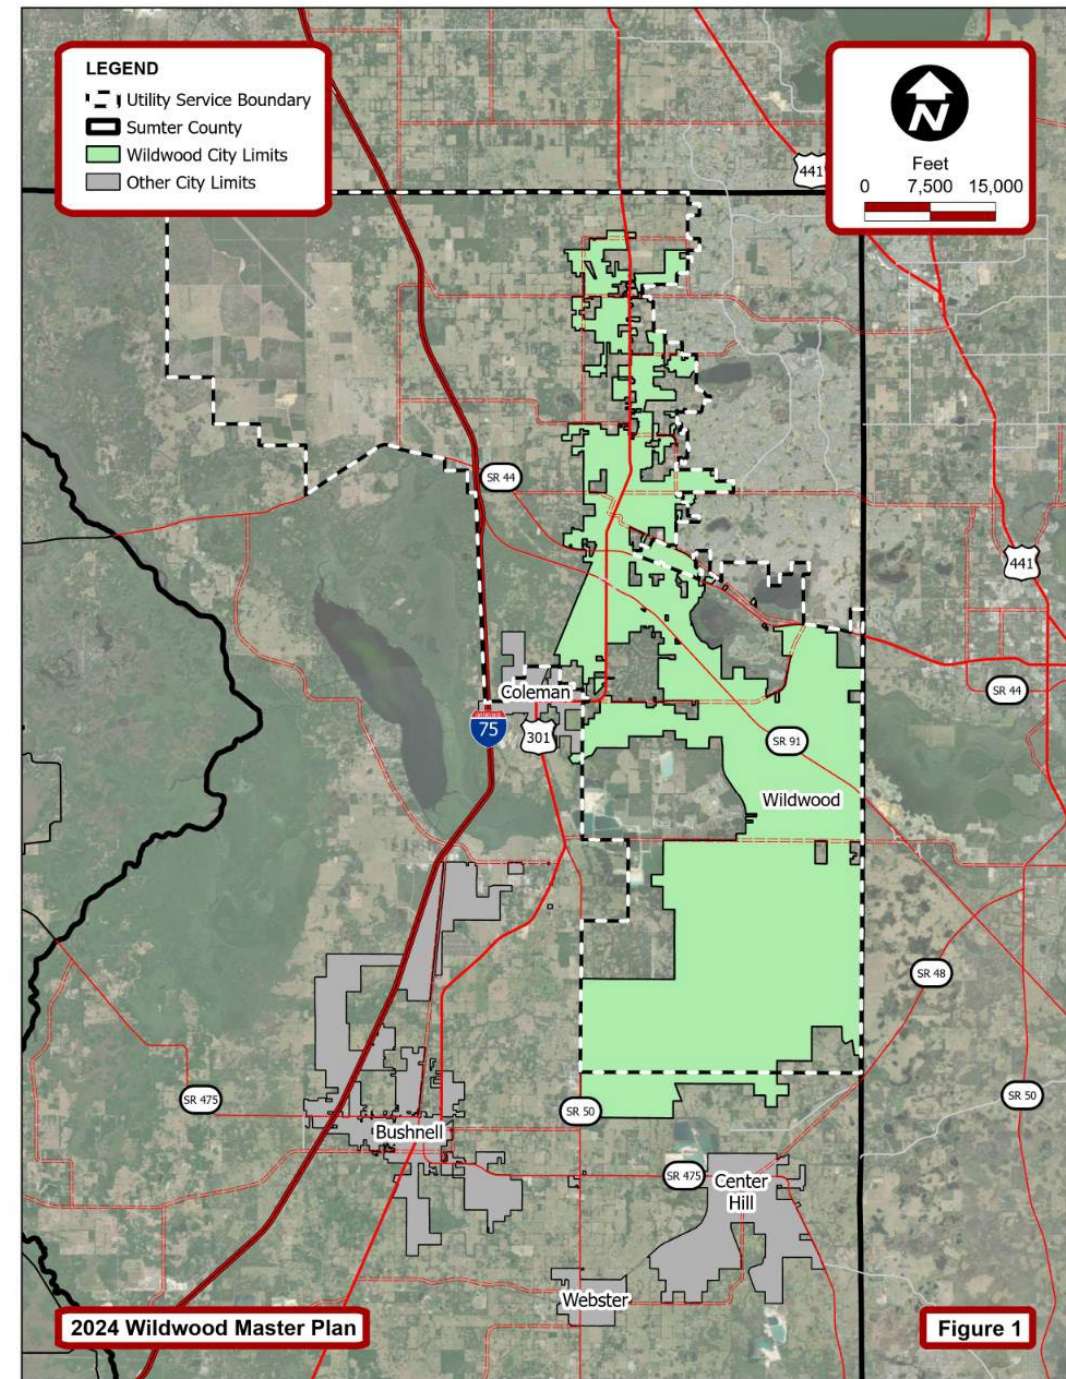 LEGEND
Utility Service Boundary
Sumter County
Wildwood City Limits
Other City Limits
N
Feet
0 7,500 15,000
441
SR 44
441
Coleman
SR 44
75
301
SR 91
Wildwood
SR 48
SR 475
SR 50
SR 50
Bushnell
SR 475
Center
Hill
Webster
2024 Wildwood Master Plan
Figure 1